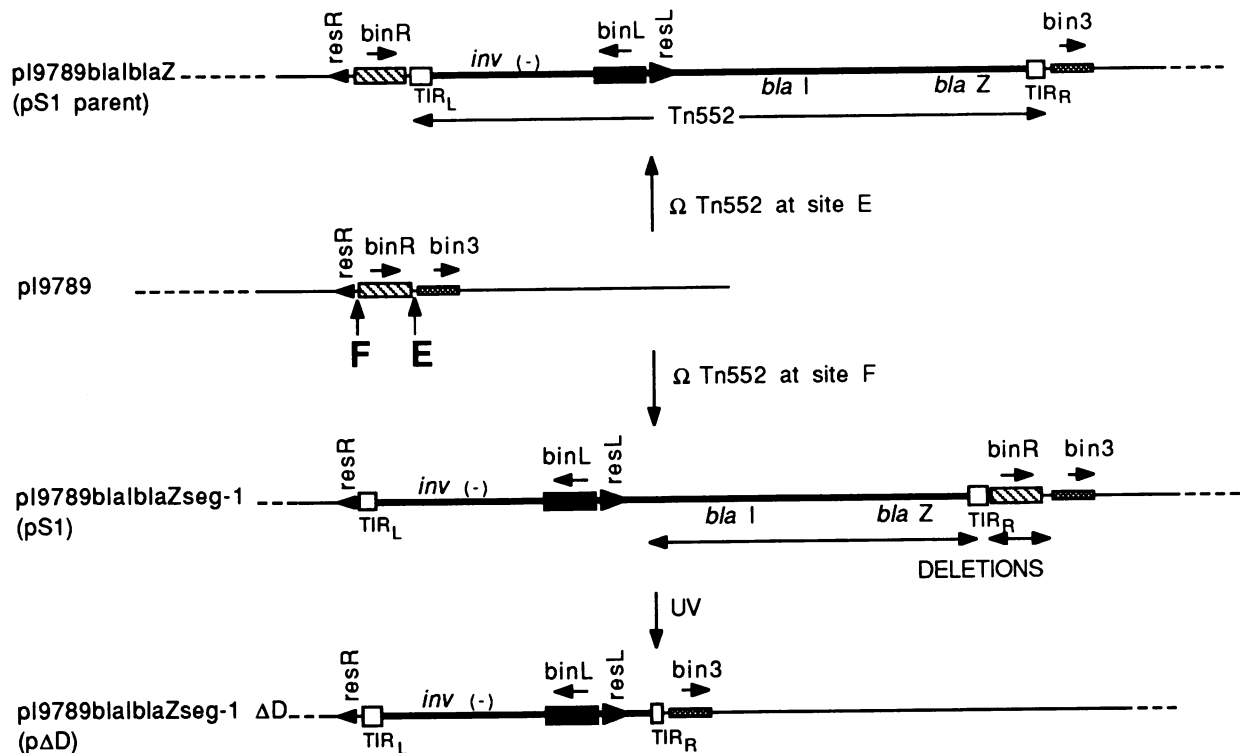 resR binR inv (-) binL resL bin3
pI9789blaIblaZ
(pS1 parent)
TIRL bla I bla Z TIRR
Tn552
Ω Tn552 at site E
resR binR bin3
pI9789
F E
Ω Tn552 at site F
resR inv (-) binL resL binR bin3
pI9789blaIblaZseg-1
(pS1)
TIRL bla I bla Z TIRR
DELETIONS
UV
resR inv (-) binL resL bin3
pI9789blaIblaZseg-1 ΔD
(pΔD)
TIRL TIRR